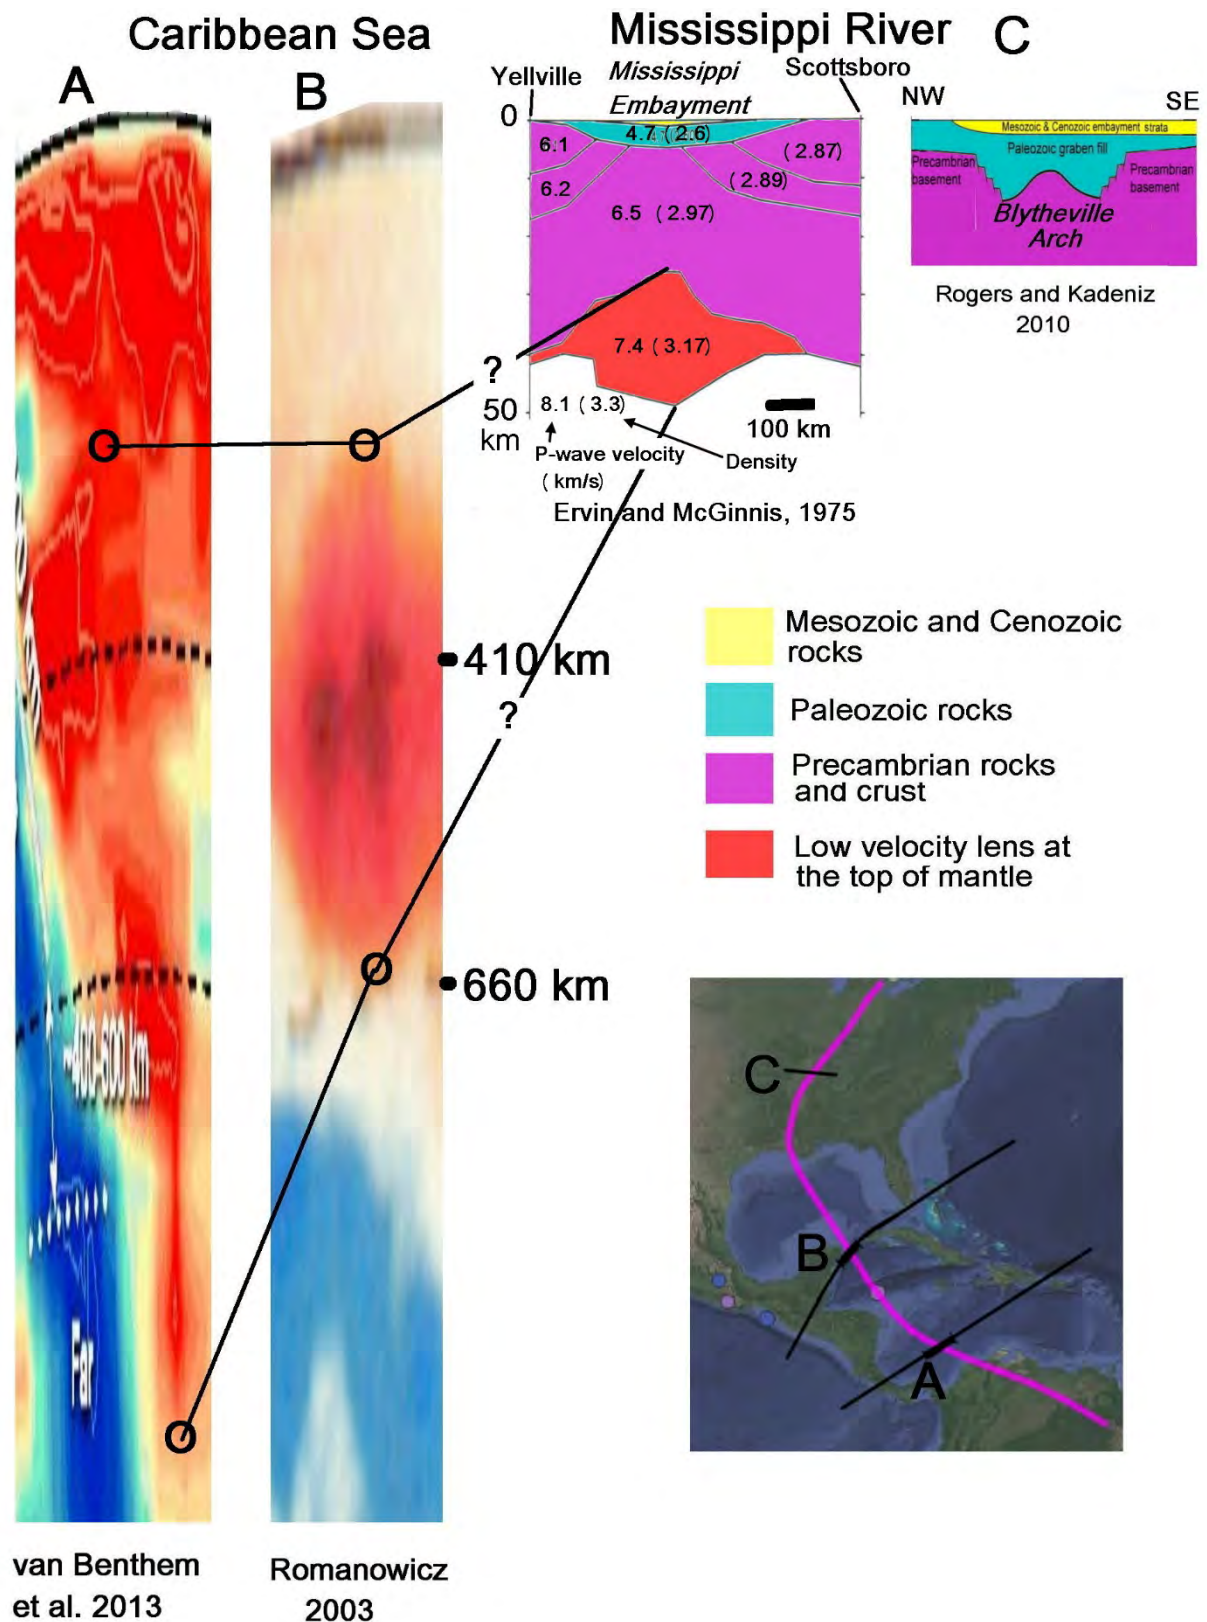 Caribbean Sea
Mississippi River
A
B
C
Yellville
Mississippi
Embayment
Scottsboro
0
4.7 (2.6)
6.1
(2.87)
6.2
(2.89)
6.5 (2.97)
7.4 (3.17)
?
50
km
8.1 (3.3)
100 km
P-wave velocity
(km/s)
Density
Ervin and McGinnis, 1975
NW
SE
Mesozoic & Cenozoic embayment strata
Paleozoic graben fill
Precambrian
basement
Precambrian
basement
Blytheville
Arch
Rogers and Kadeniz
2010
410 km
?
660 km
~400-600 km
Far
Mesozoic and Cenozoic
rocks
Paleozoic rocks
Precambrian rocks
and crust
Low velocity lens at
the top of mantle
C
B
A
van Benthem
et al. 2013
Romanowicz
2003